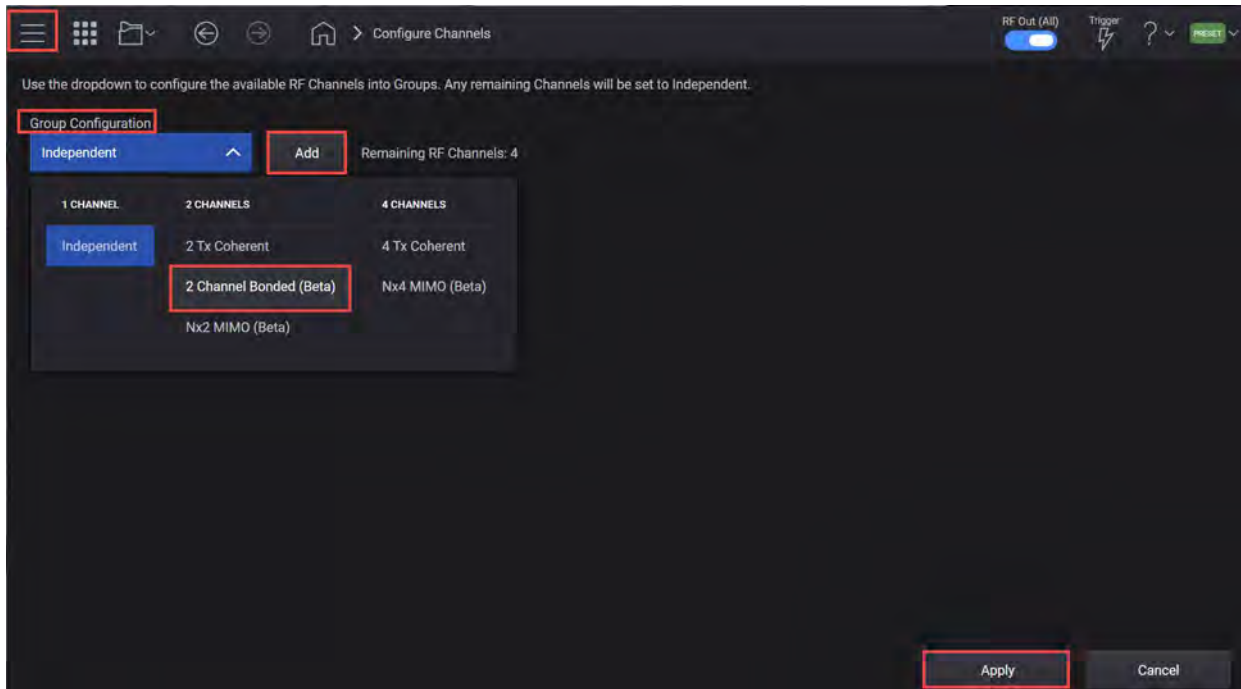 Configure Channels
RF Out (All)
Trigger
?
PRESET
Use the dropdown to configure the available RF Channels into Groups. Any remaining Channels will be set to Independent.
Group Configuration
Independent
Add
Remaining RF Channels: 4
1 CHANNEL
2 CHANNELS
4 CHANNELS
Independent
2 Tx Coherent
4 Tx Coherent
2 Channel Bonded (Beta)
Nx4 MIMO (Beta)
Nx2 MIMO (Beta)
Apply
Cancel